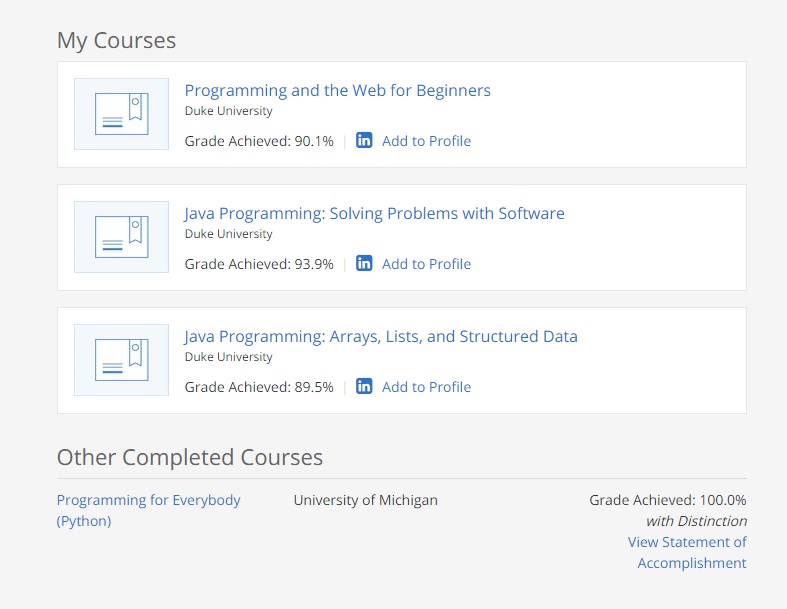 My Courses
Programming and the Web for Beginners
Duke University
Grade Achieved: 90.1% | in Add to Profile
Java Programming: Solving Problems with Software
Duke University
Grade Achieved: 93.9% | in Add to Profile
Java Programming: Arrays, Lists, and Structured Data
Duke University
Grade Achieved: 89.5% | in Add to Profile
Other Completed Courses
Programming for Everybody
(Python)
University of Michigan
Grade Achieved: 100.0%
with Distinction
View Statement of
Accomplishment